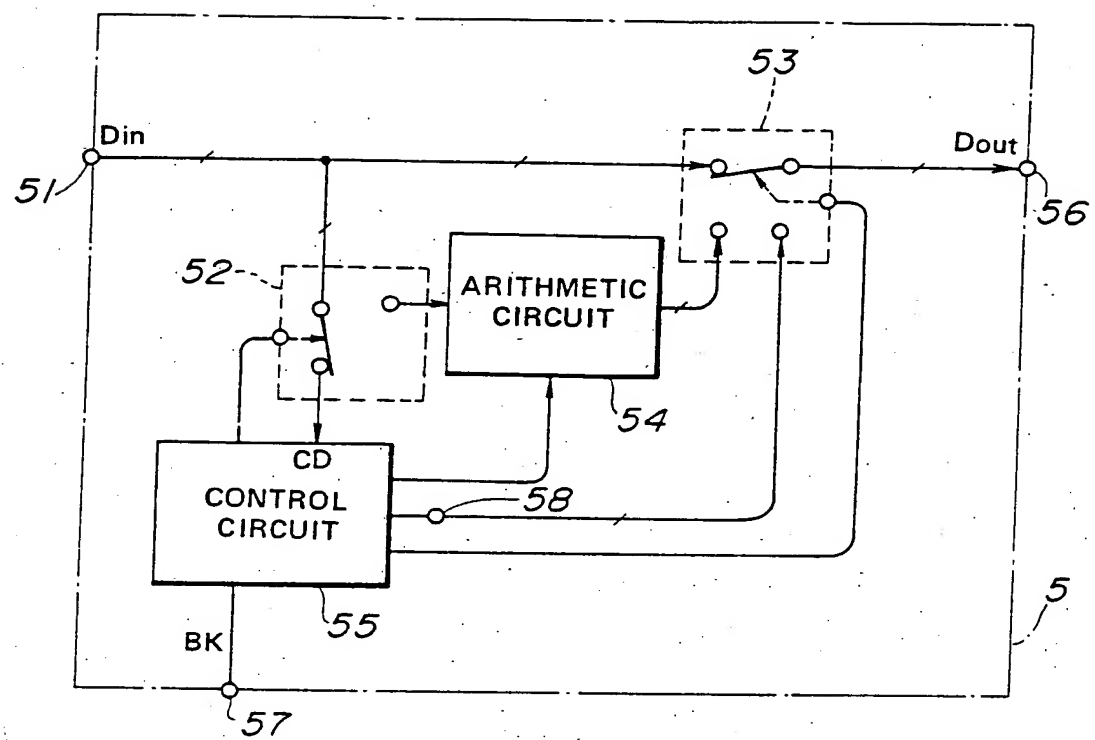 53
Din
Dout
51
56
52
ARITHMETIC
CIRCUIT
54
CD
CONTROL
CIRCUIT
58
55
5
BK
57